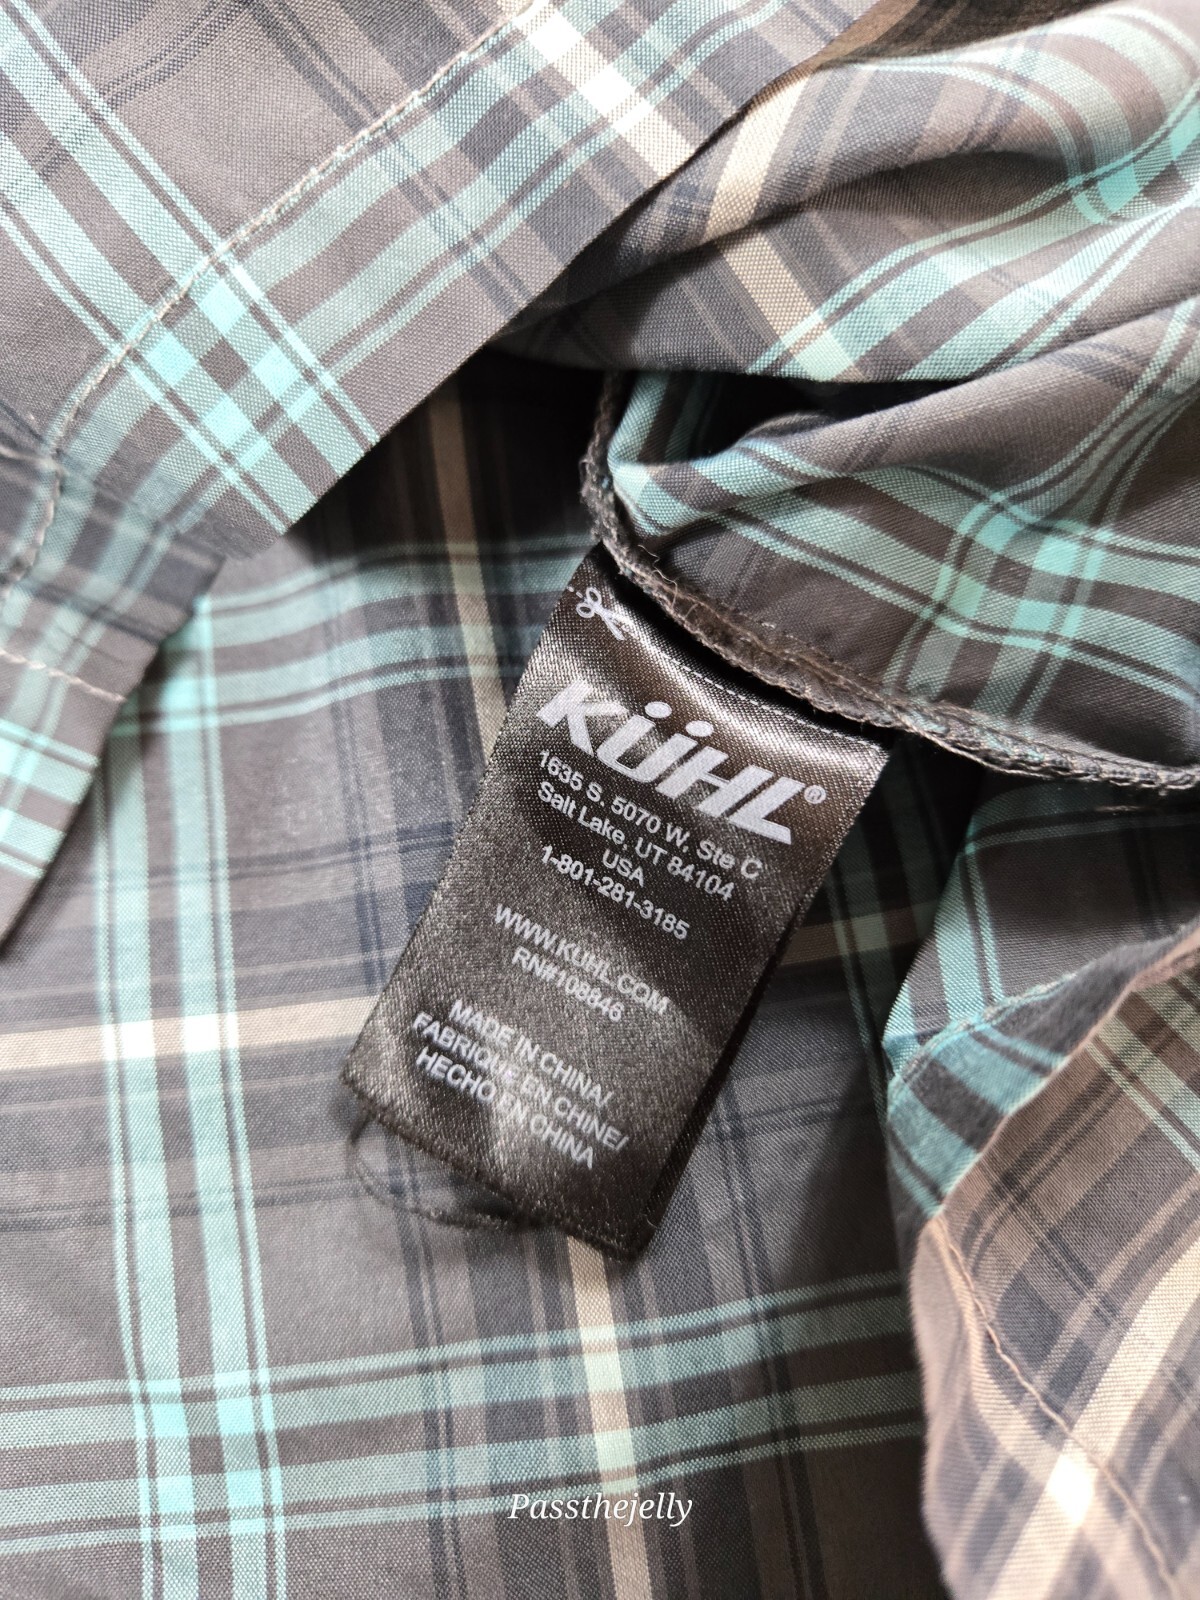 KÜHL®
1635 S. 5070 W. Ste C
Salt Lake, UT 84104
USA
1-801-281-3185
WWW.KUHL.COM
RN#108846
MADE IN CHINA/
FABRIQUE EN CHINE/
HECHO EN CHINA
Passthejelly